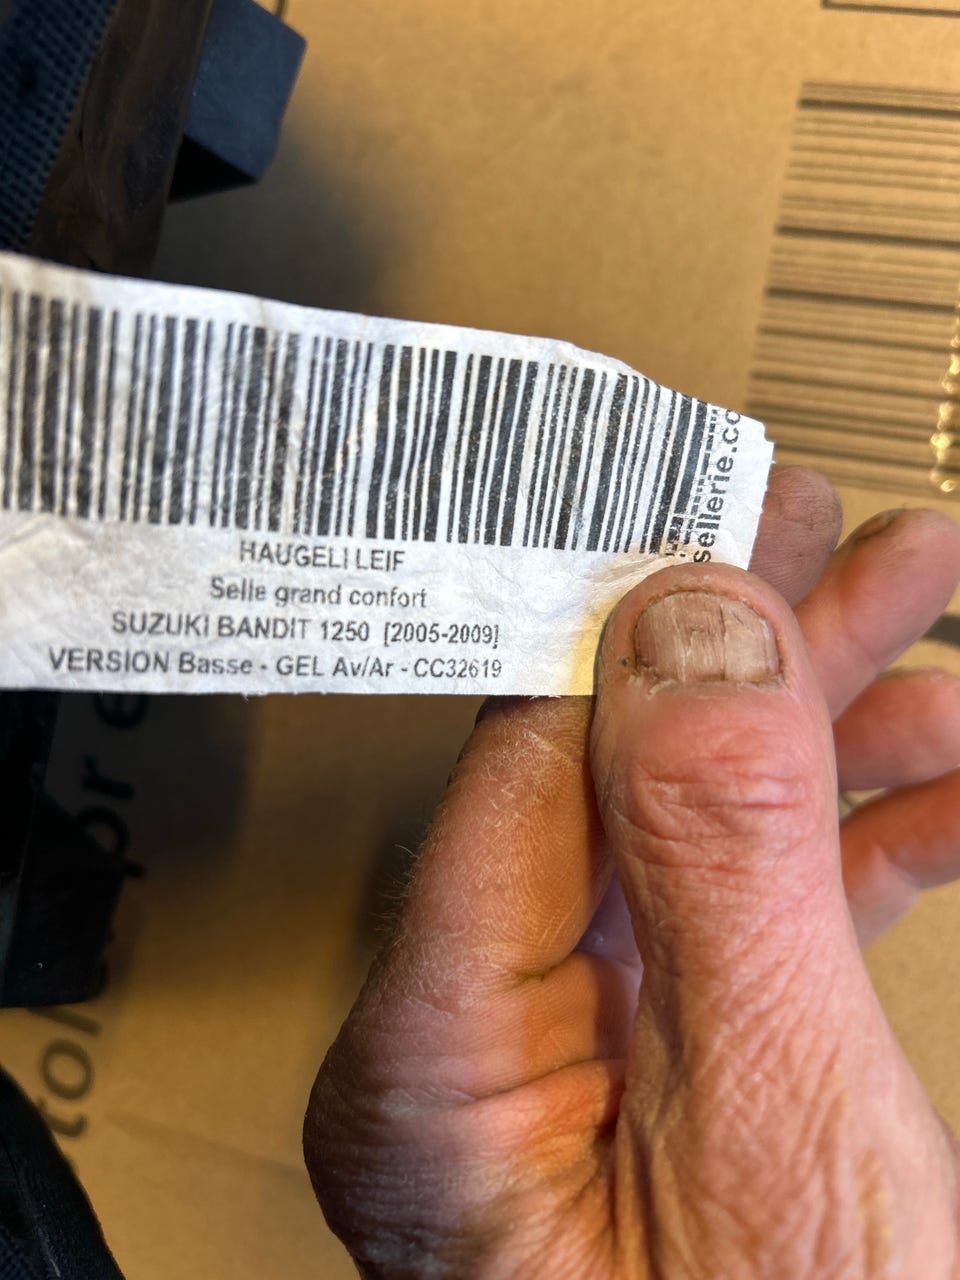 HAUGELI LEIF
Selle grand confort
SUZUKI BANDIT 1250 [2005-2009]
VERSION Basse - GEL Av/Ar - CC32619
sellerie.co